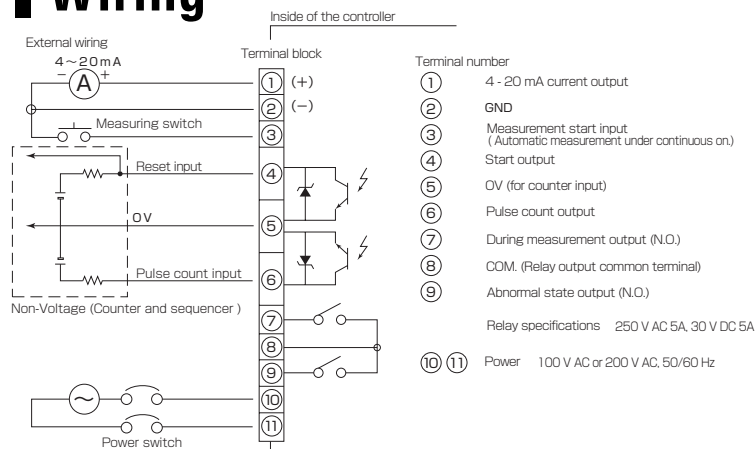 Wiring
Inside of the controller
External wiring
4～20mA
Terminal block
Terminal number
− A +
① (+)
② (−)
③
Measuring switch
④
Reset input
⑤
0V
⑥
Pulse count input
Non-Voltage (Counter and sequencer )
⑦
⑧
⑨
⑩
⑪
Power switch
① 4 - 20 mA current output
② GND
③ Measurement start input
( Automatic measurement under continuous on.)
④ Start output
⑤ 0V (for counter input)
⑥ Pulse count output
⑦ During measurement output (N.O.)
⑧ COM. (Relay output common terminal)
⑨ Abnormal state output (N.O.)
Relay specifications 250 V AC 5A, 30 V DC 5A
⑩ ⑪ Power 100 V AC or 200 V AC, 50/60 Hz